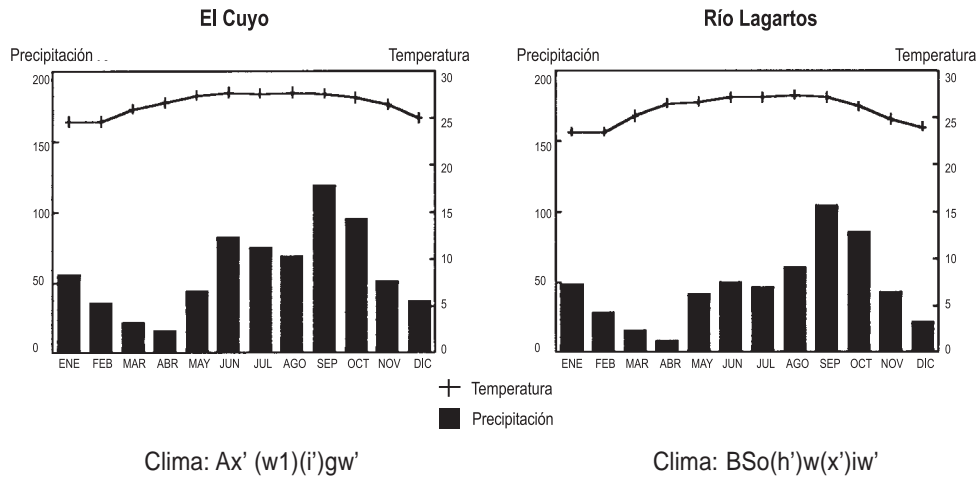 El Cuyo
Río Lagartos
Precipitación
Temperatura
Precipitación
Temperatura
200
150
100
50
0
30
25
20
15
10
5
0
ENE FEB MAR ABR MAY JUN JUL AGO SEP OCT NOV DIC
200
150
100
50
0
30
25
20
15
10
5
0
ENE FEB MAR ABR MAY JUN JUL AGO SEP OCT NOV DIC
Temperatura
Precipitación
Clima: Ax’ (w1)(i’)gw’
Clima: BSo(h’)w(x’)iw’